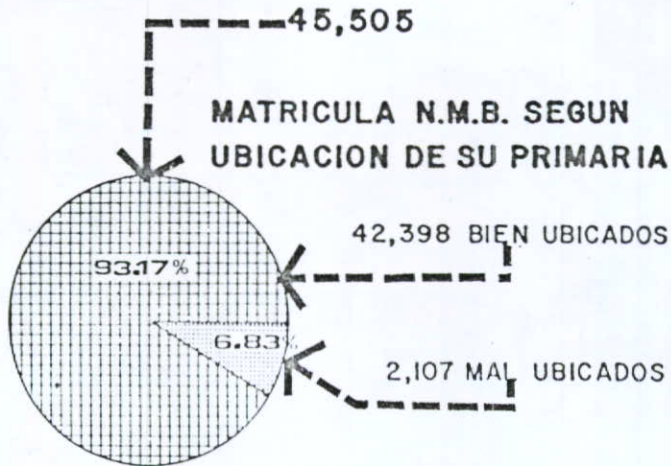 45,505
MATRICULA N.M.B. SEGUN
UBICACION DE SU PRIMARIA
42,398 BIEN UBICADOS
93.17%
6.83%
2,107 MAL UBICADOS